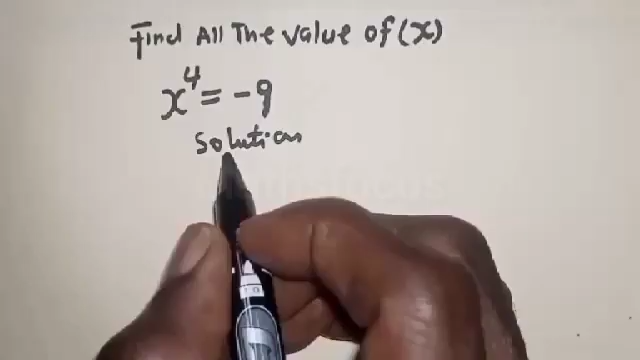 Find All The Value of (x)
x⁴ = -9
Solution